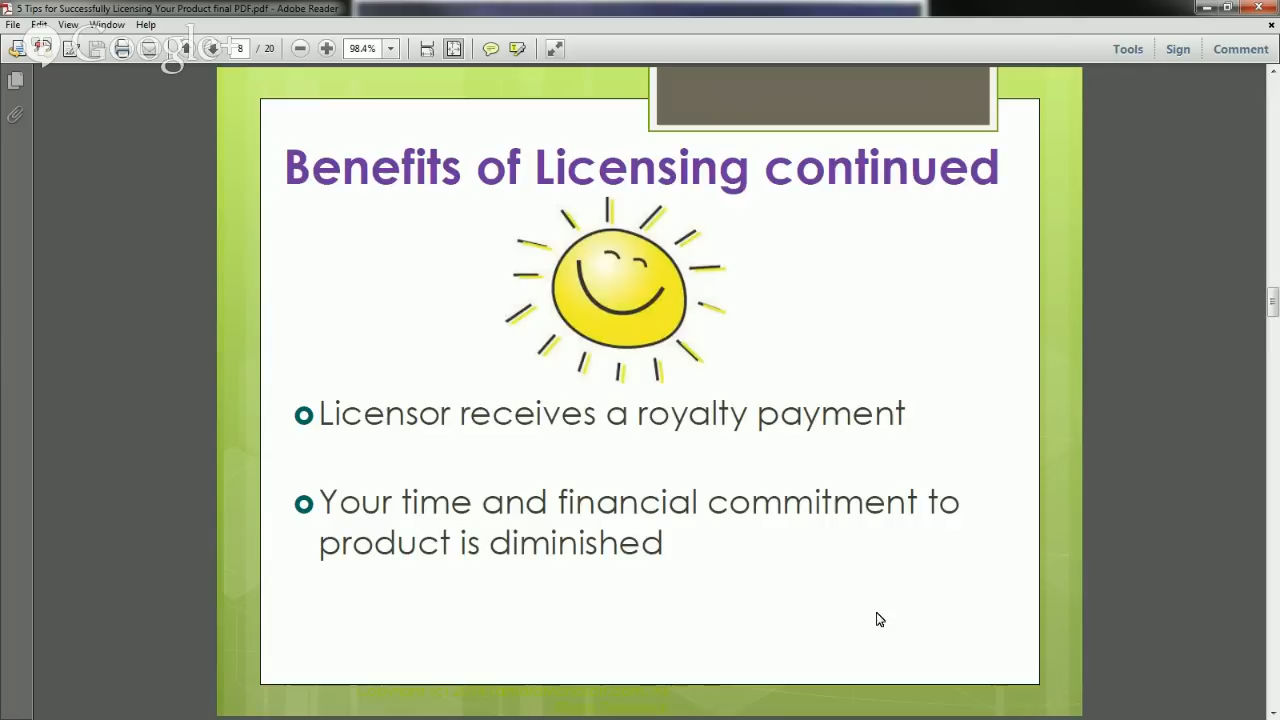 5 Tips for Successfully Licensing Your Product final PDF.pdf - Adobe Reader
File Edit View Window Help
Google+
8 / 20
98.4%
Tools Sign Comment
Benefits of Licensing continued
Licensor receives a royalty payment
Your time and financial commitment to
product is diminished